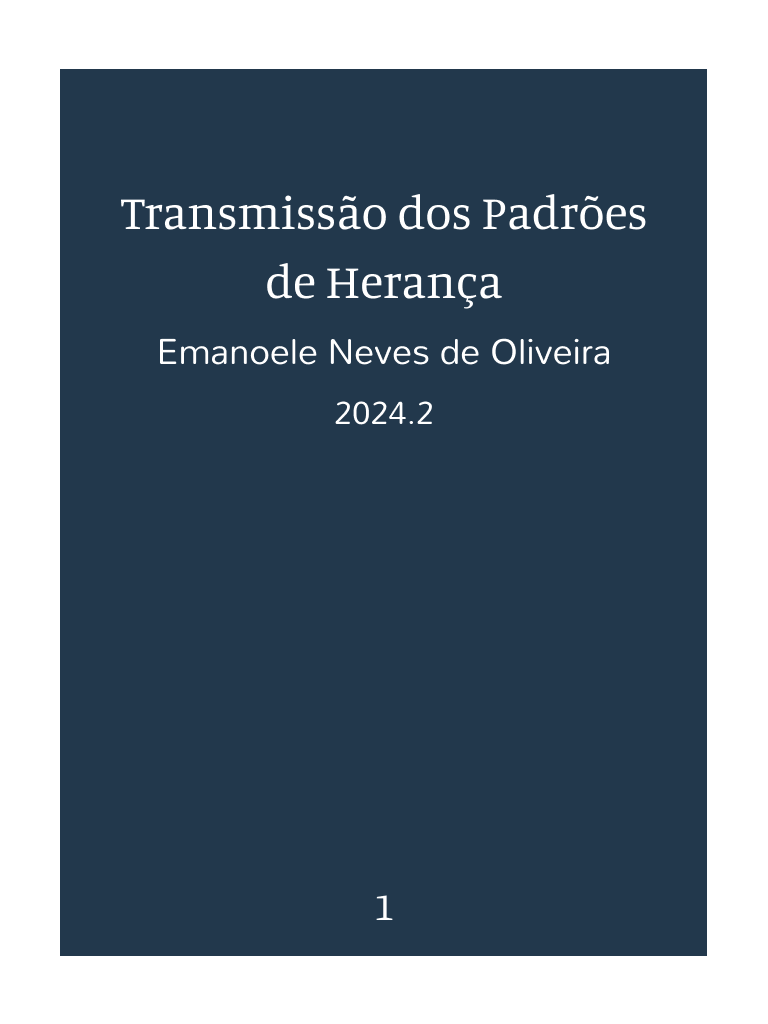 Transmissão dos Padrões
de Herança
Emanoele Neves de Oliveira
2024.2
1